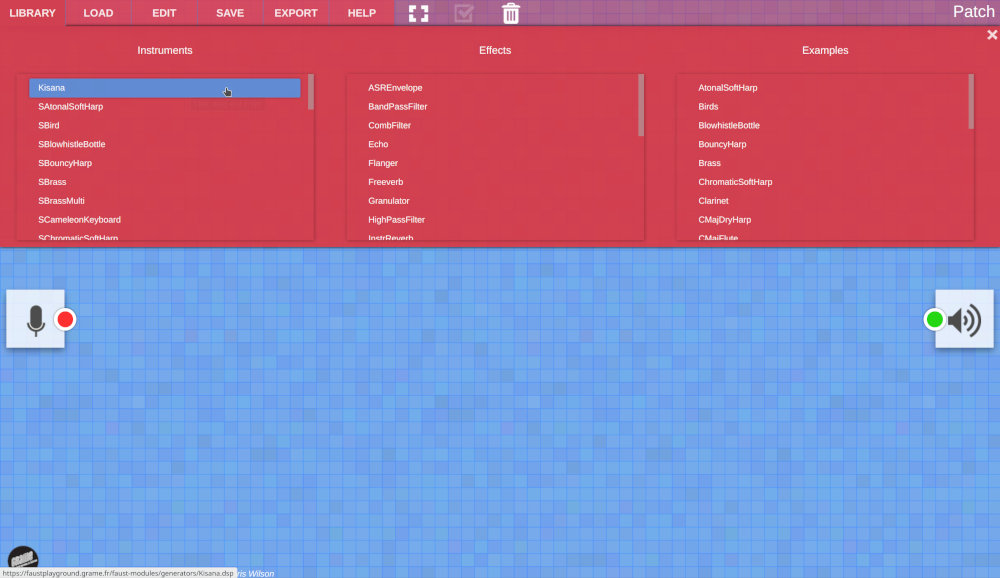 LIBRARY LOAD EDIT SAVE EXPORT HELP Patch
Instruments
Kisana
SAtonalSoftHarp
SBird
SBlowhistleBottle
SBouncyHarp
SBrass
SBrassMulti
SCameleonKeyboard
SChromaticSoftHarp
Effects
ASREnvelope
BandPassFilter
CombFilter
Echo
Flanger
Freeverb
Granulator
HighPassFilter
InstrReverb
Examples
AtonalSoftHarp
Birds
BlowhistleBottle
BouncyHarp
Brass
ChromaticSoftHarp
Clarinet
CMajDryHarp
CMajFlute
GRAME
https://faustplayground.grame.fr/faust-modules/generators/Kisana.dsp
Wilson